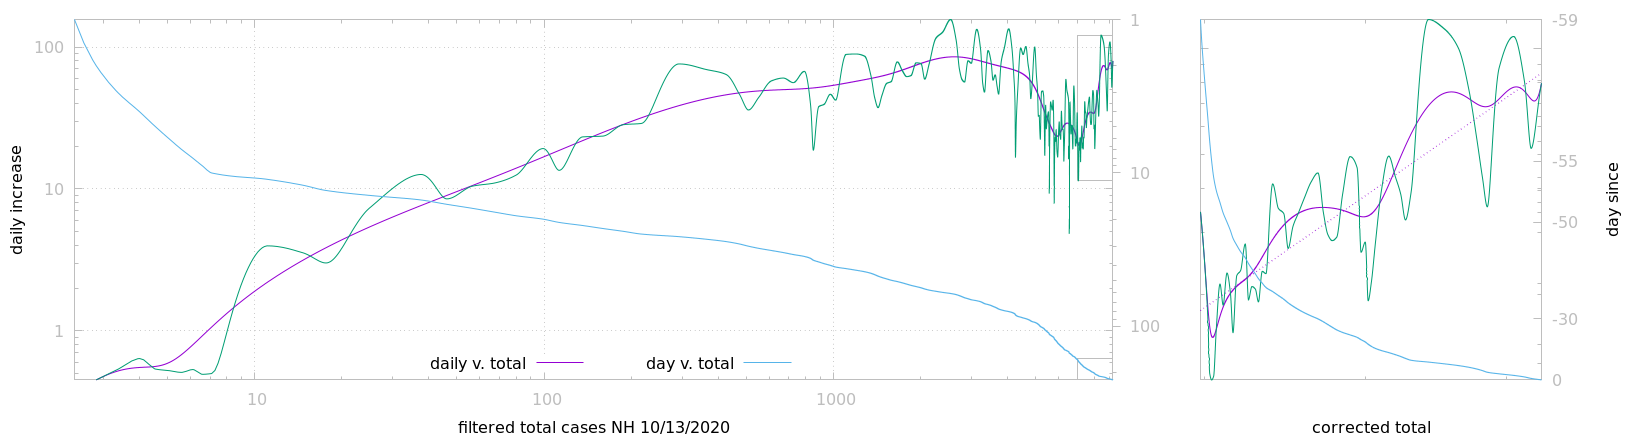 100
10
1
daily increase
10
100
1000
filtered total cases NH 10/13/2020
daily v. total
day v. total
1
10
100
-59
-55
-50
-30
0
day since
corrected total